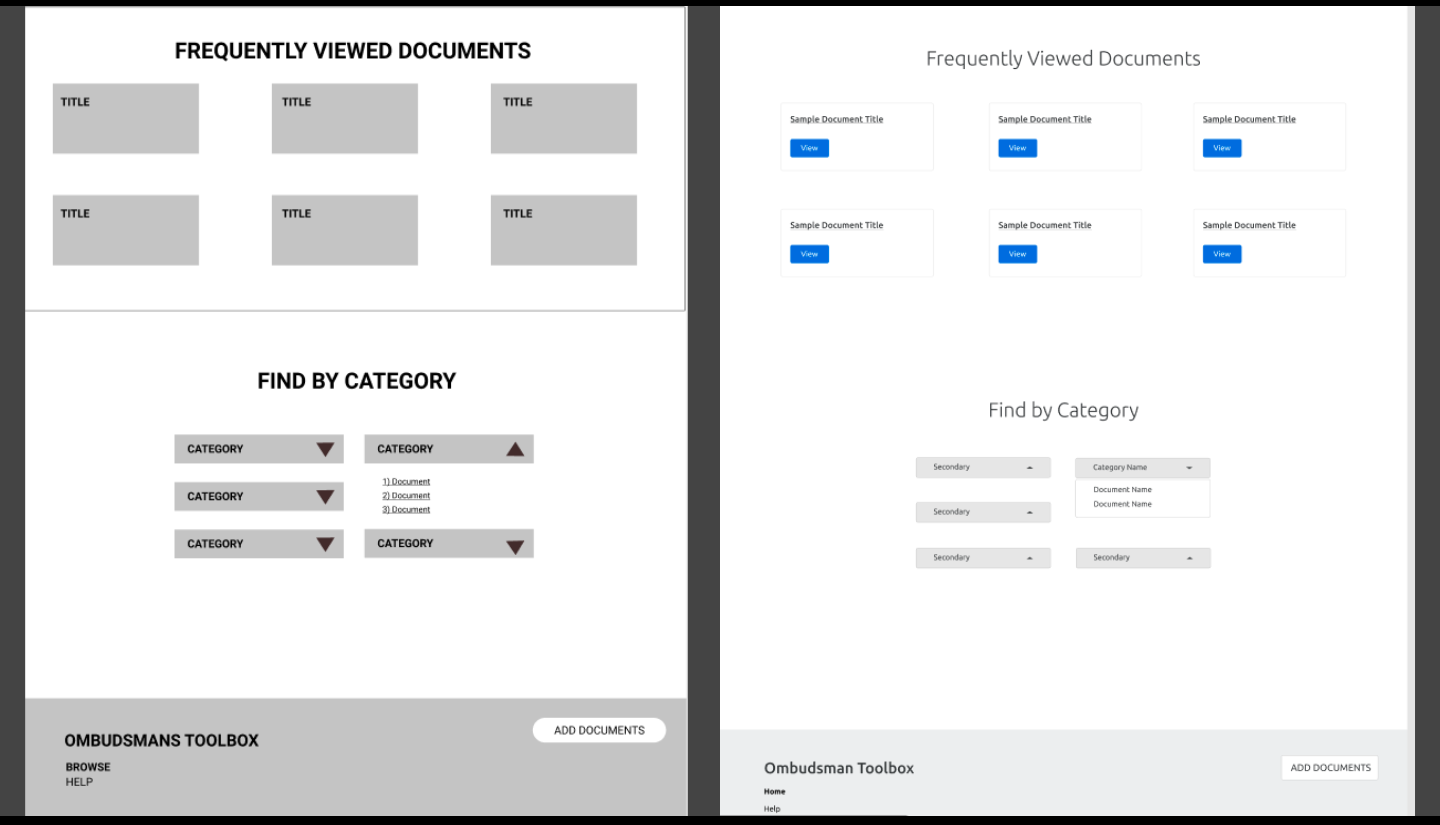 FREQUENTLY VIEWED DOCUMENTS
TITLE TITLE TITLE
TITLE TITLE TITLE
FIND BY CATEGORY
CATEGORY CATEGORY
1) Document
2) Document
3) Document
CATEGORY
CATEGORY CATEGORY
ADD DOCUMENTS
OMBUDSMANS TOOLBOX
BROWSE
HELP
Frequently Viewed Documents
Sample Document Title Sample Document Title Sample Document Title
View View View
Sample Document Title Sample Document Title Sample Document Title
View View View
Find by Category
Secondary Category Name
Document Name
Document Name
Secondary
Secondary Secondary
Ombudsman Toolbox ADD DOCUMENTS
Home
Help